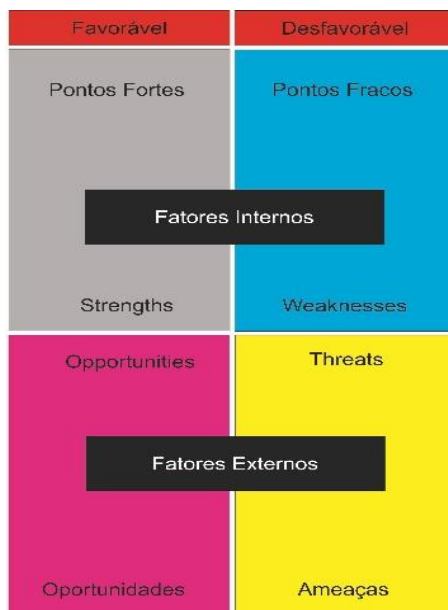 Favorável
Desfavorável
Pontos Fortes
Pontos Fracos
Fatores Internos
Strengths
Weaknesses
Opportunities
Threats
Fatores Externos
Oportunidades
Ameaças